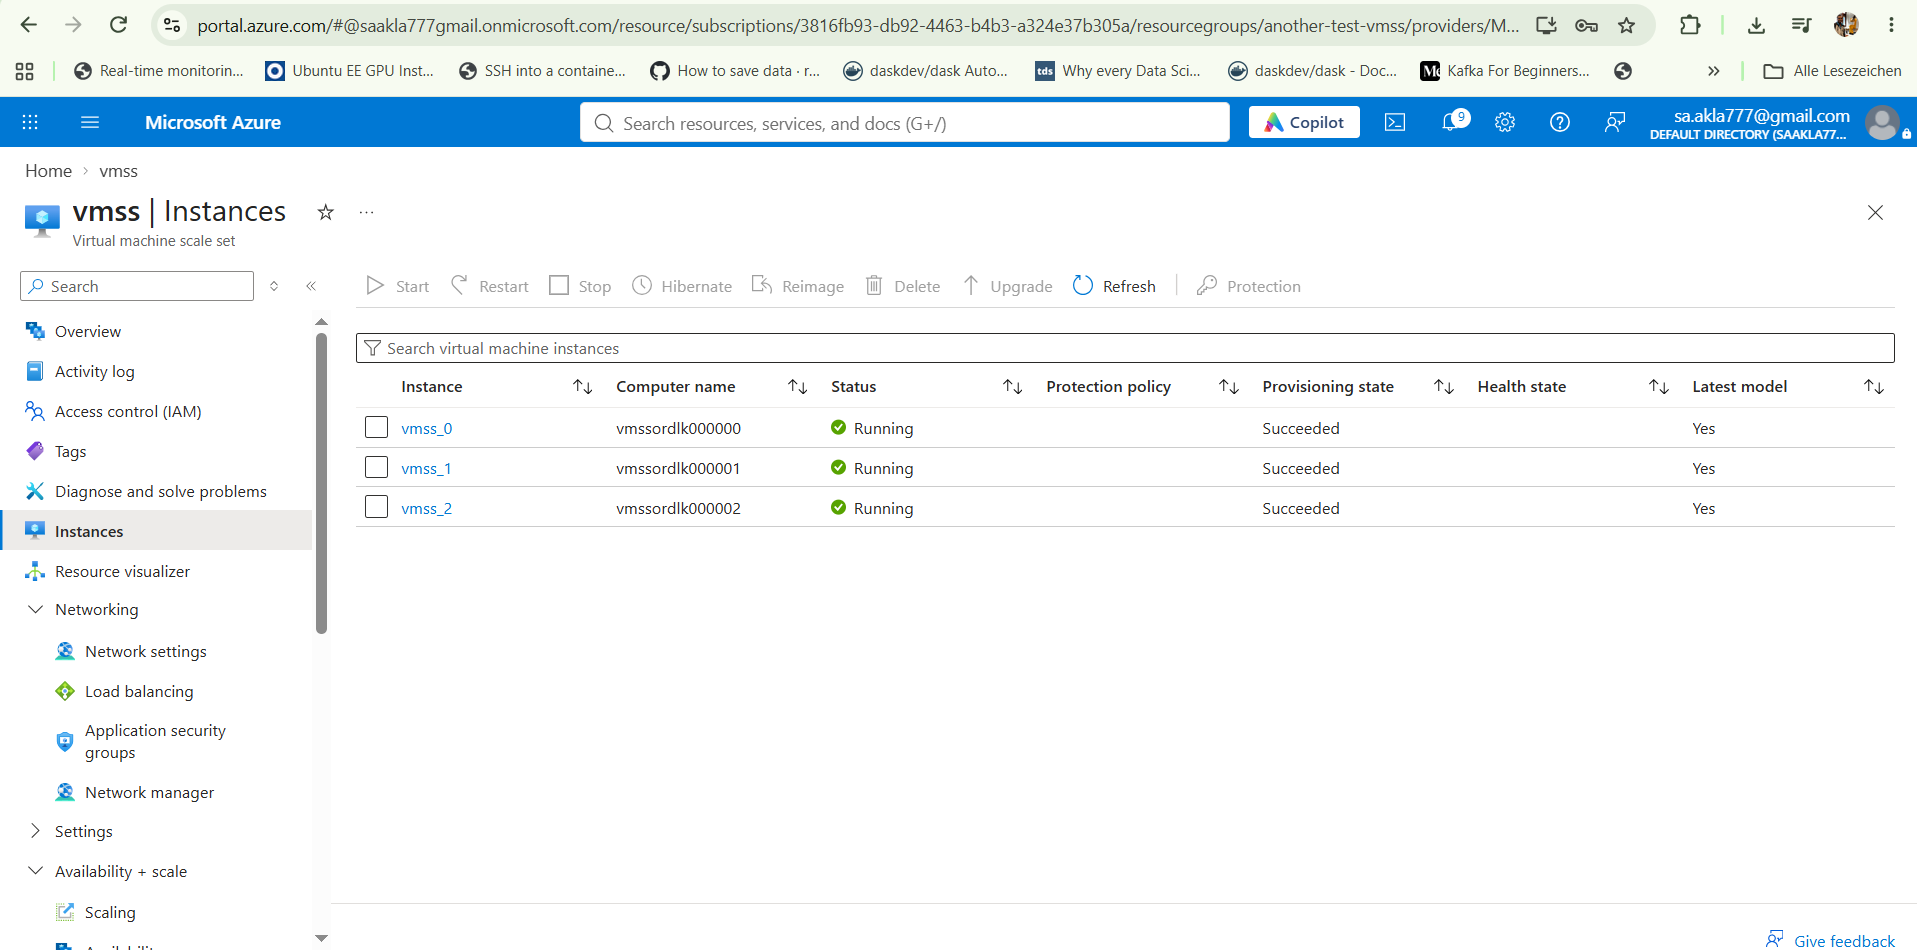 portal.azure.com/#@saakla777gmail.onmicrosoft.com/resource/subscriptions/3816fb93-db92-4463-b4b3-a324e37b305a/resourcegroups/another-test-vmss/providers/M...
Real-time monitorin... Ubuntu EE GPU Inst... SSH into a containe... How to save data · r... daskdev/dask Auto... tds Why every Data Sci... daskdev/dask - Doc... Kafka For Beginners... » Alle Lesezeichen
Microsoft Azure
Search resources, services, and docs (G+/)
Copilot
9
sa.akla777@gmail.com
DEFAULT DIRECTORY (SAAKLA77...
Home > vmss
vmss | Instances
Virtual machine scale set
Search
Start Restart Stop Hibernate Reimage Delete Upgrade Refresh Protection
Overview
Activity log
Access control (IAM)
Tags
Diagnose and solve problems
Instances
Resource visualizer
Networking
Network settings
Load balancing
Application security
groups
Network manager
Settings
Availability + scale
Scaling
Search virtual machine instances
Instance Computer name Status Protection policy Provisioning state Health state Latest model
vmss_0 vmssordlk000000 Running Succeeded Yes
vmss_1 vmssordlk000001 Running Succeeded Yes
vmss_2 vmssordlk000002 Running Succeeded Yes
Give feedback